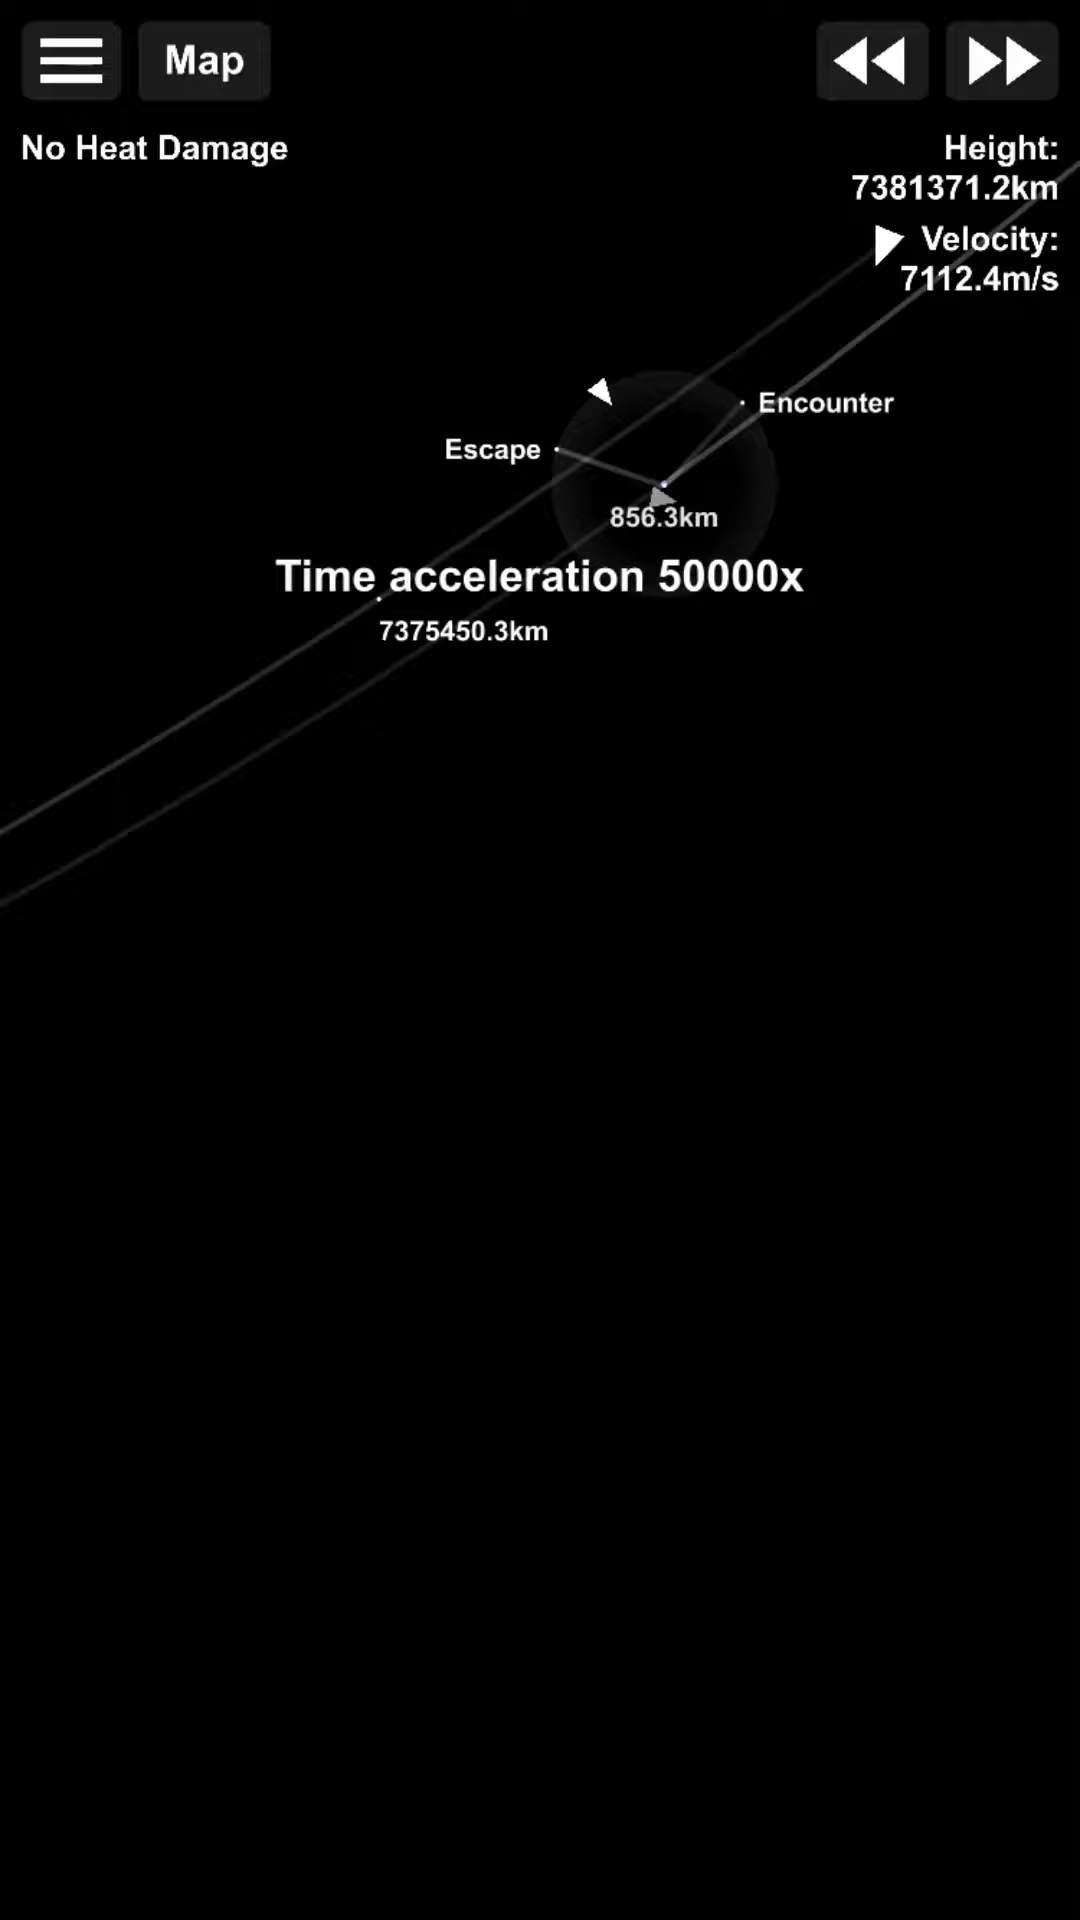 Map
No Heat Damage
Height:
7381371.2km
Velocity:
7112.4m/s
Encounter
Escape
856.3km
Time acceleration 50000x
7375450.3km